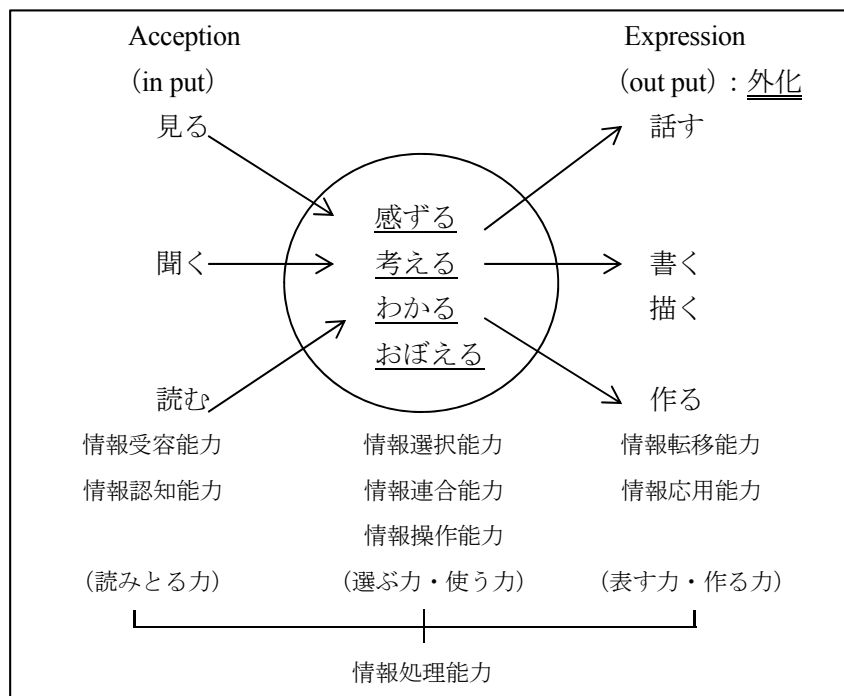 Acception Expression
(in put) (out put)：外化
見る 話す
感ずる
聞く 考える 書く
わかる 描く
おぼえる
読む 作る
情報受容能力 情報選択能力 情報転移能力
情報認知能力 情報連合能力 情報応用能力
情報操作能力
(読みとる力) (選ぶ力・使う力) (表す力・作る力)
情報処理能力